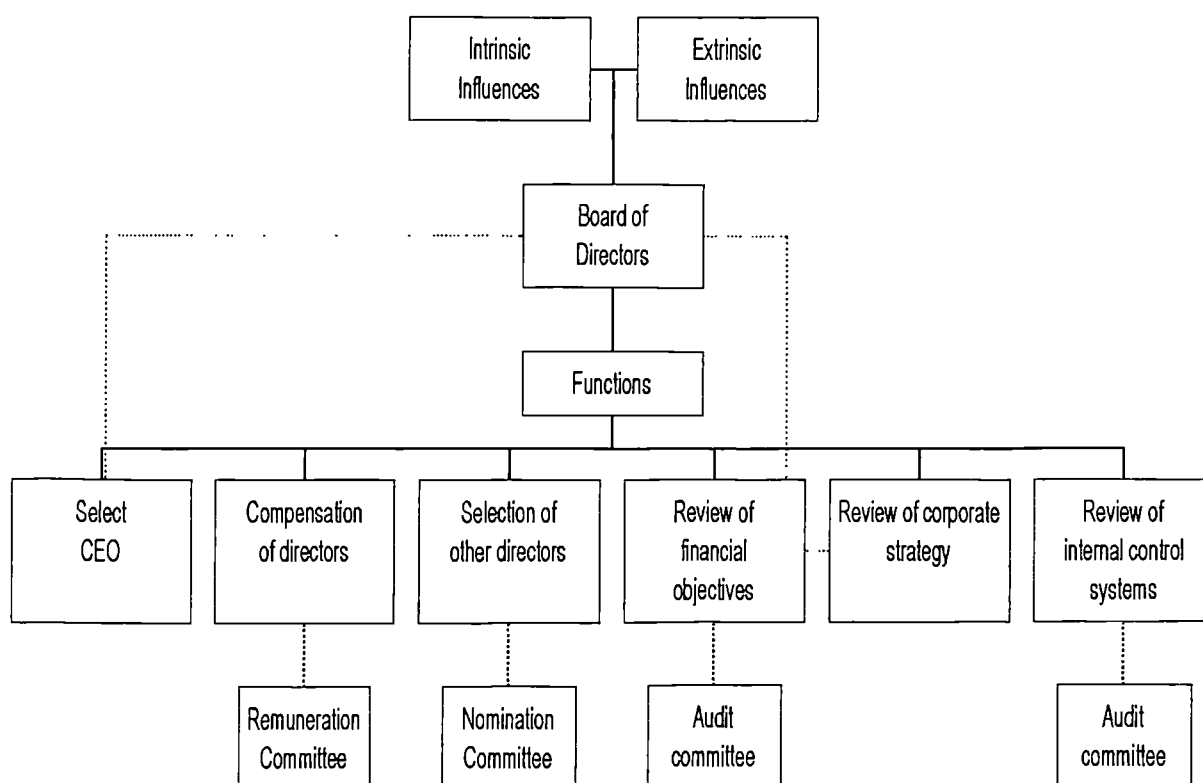 Intrinsic
Influences
Extrinsic
Influences
Board of
Directors
Functions
Select
CEO
Compensation
of directors
Selection of
other directors
Review of
financial
objectives
Review of corporate
strategy
Review of
internal control
systems
Remuneration
Committee
Nomination
Committee
Audit
committee
Audit
committee